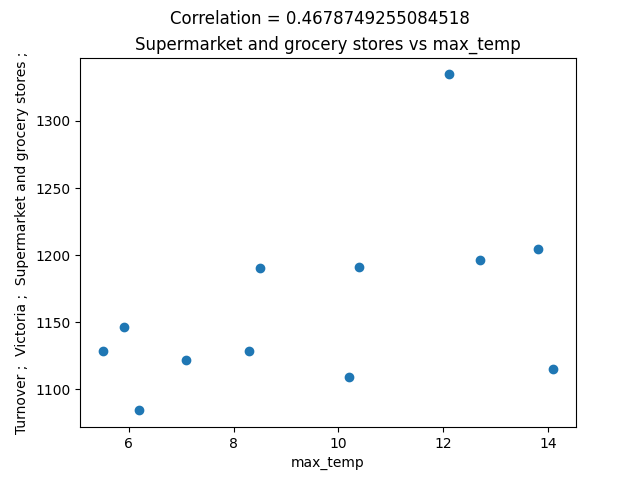 Correlation = 0.4678749255084518
Supermarket and grocery stores vs max_temp
Turnover ;  Victoria ;  Supermarket and grocery stores ;
1300
1250
1200
1150
1100
6 8 10 12 14
max_temp